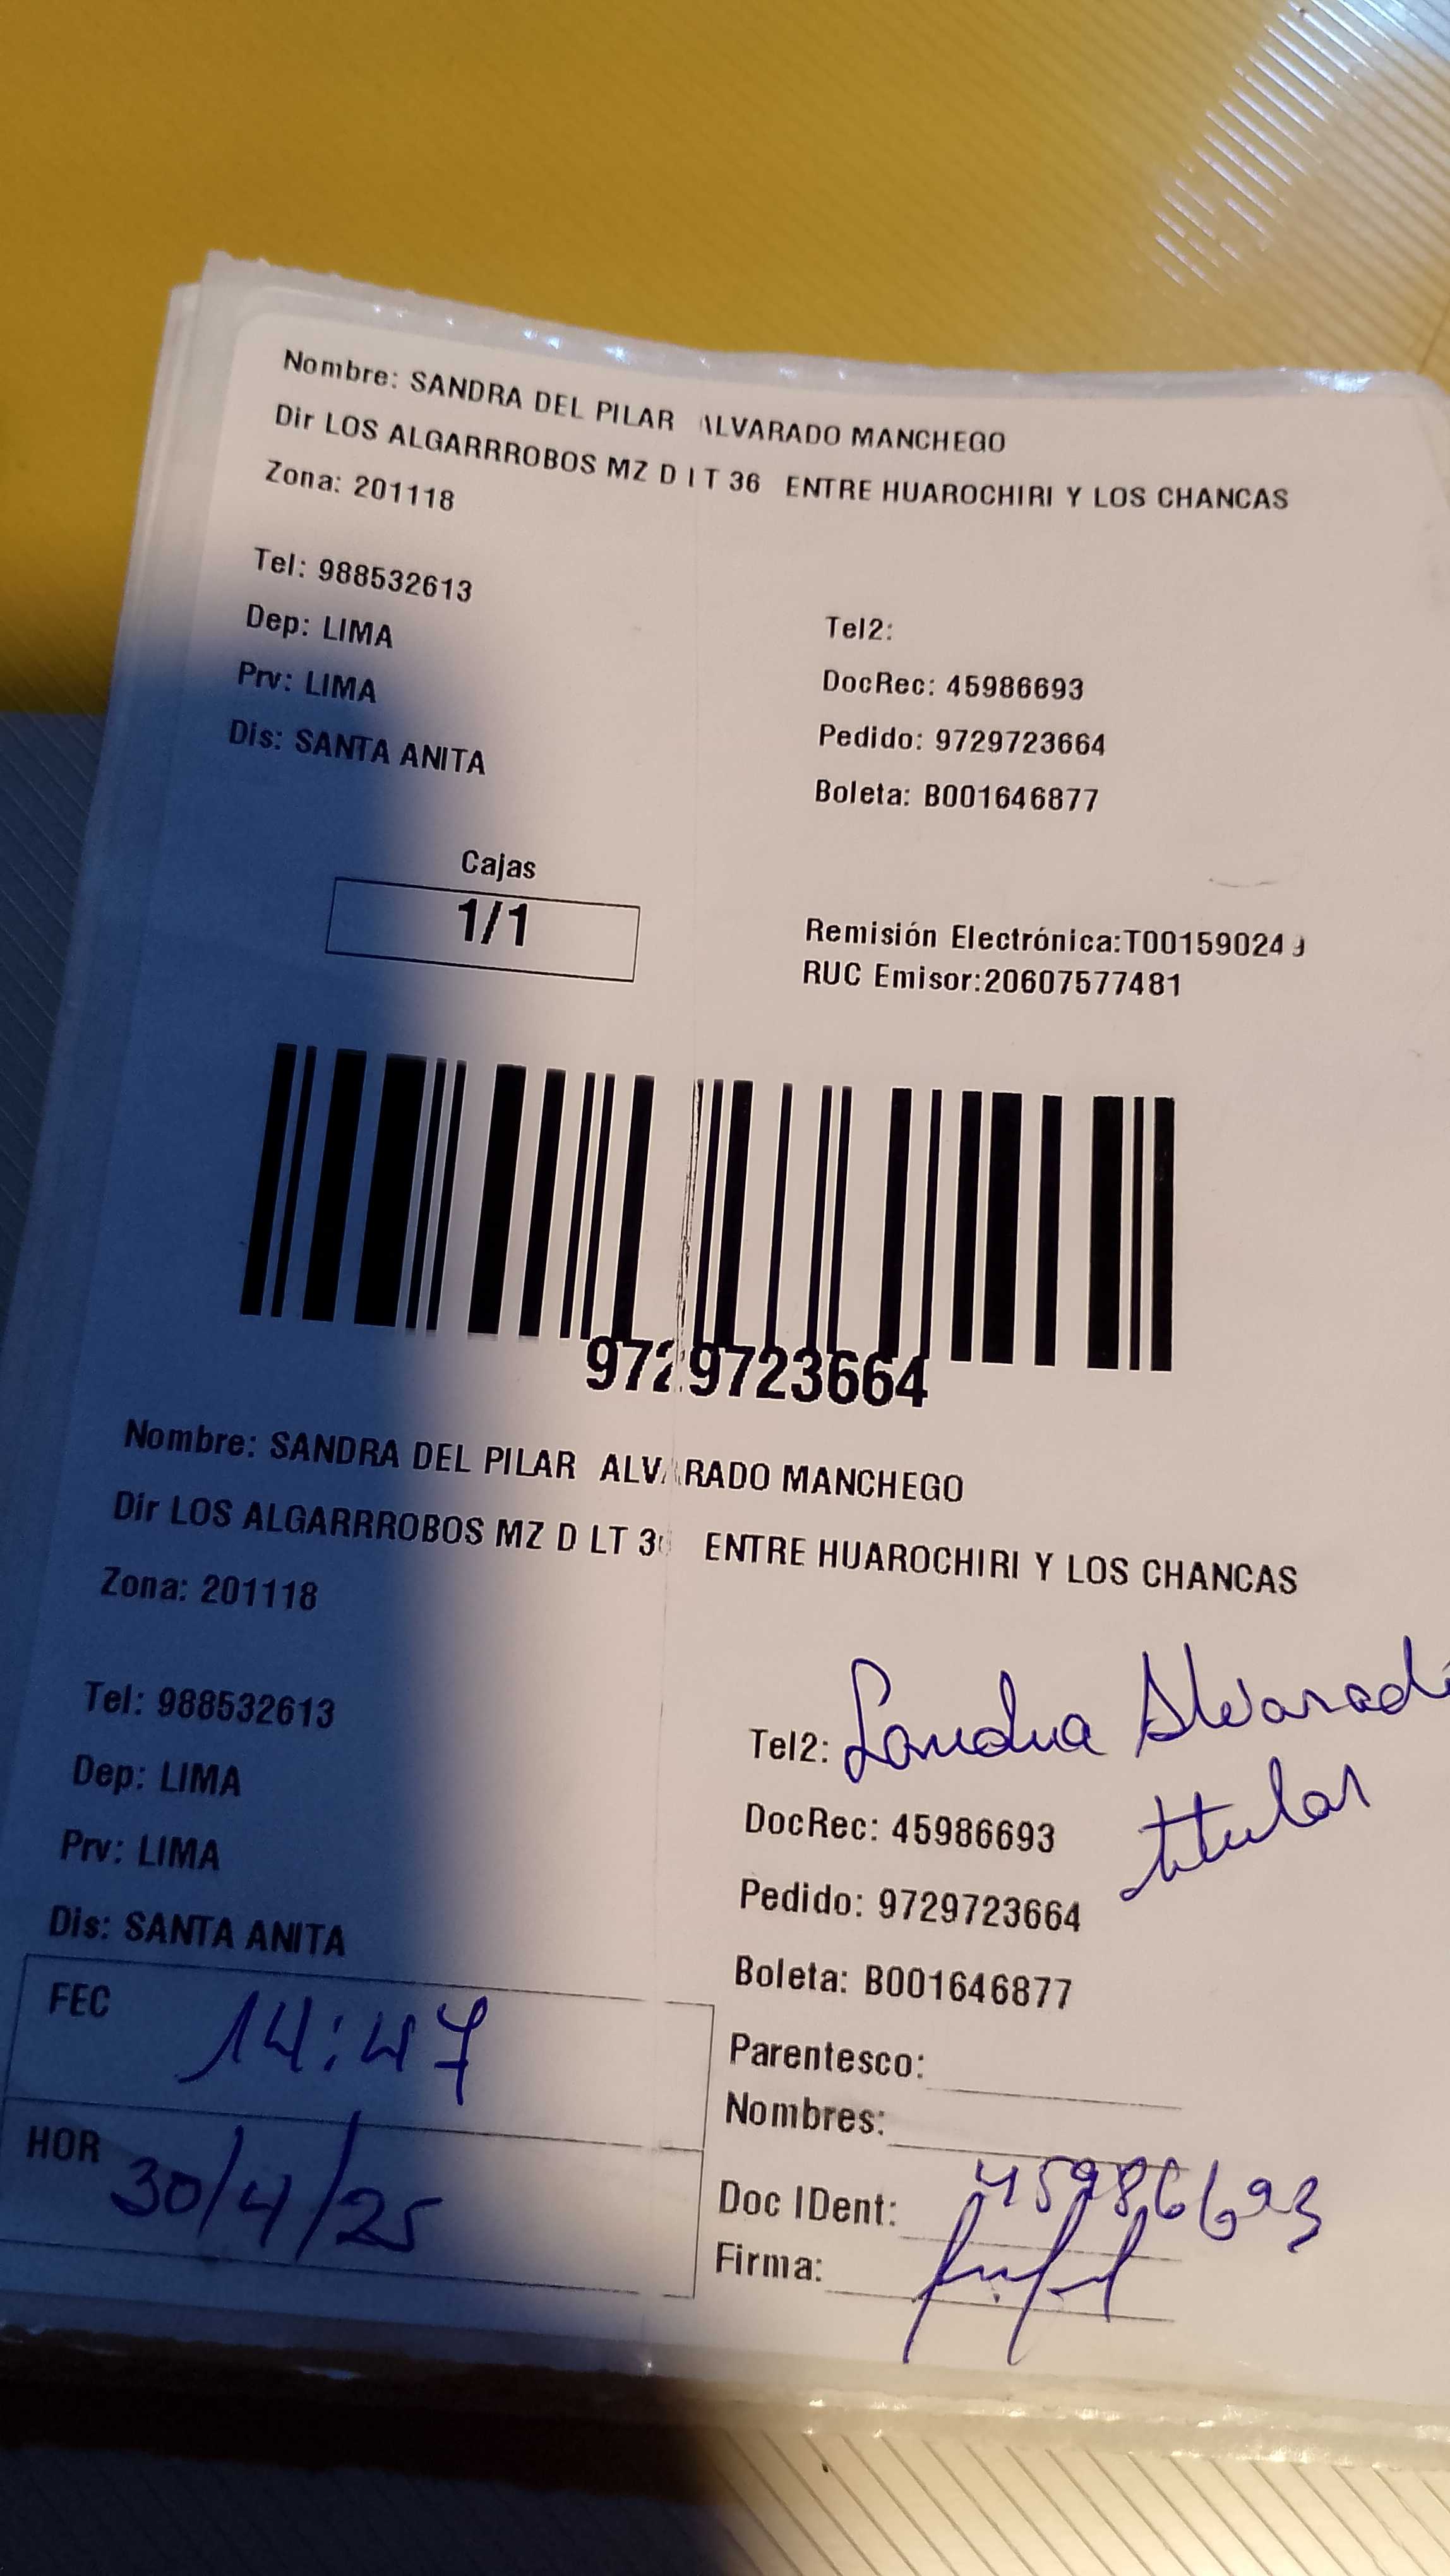 Nombre: SANDRA DEL PILAR ALVARADO MANCHEGO
Dir LOS ALGARRROBOS MZ D LT 36 ENTRE HUAROCHIRI Y LOS CHANCAS
Zona: 201118
Tel: 988532613
Tel2:
Dep: LIMA
DocRec: 45986693
Prv: LIMA
Pedido: 9729723664
Dis: SANTA ANITA
Boleta: B001646877
Cajas
1/1
Remisión Electrónica:T001590249
RUC Emisor:20607577481
9729723664
Nombre: SANDRA DEL PILAR ALVARADO MANCHEGO
Dir LOS ALGARRROBOS MZ D LT 36 ENTRE HUAROCHIRI Y LOS CHANCAS
Zona: 201118
Tel: 988532613
Tel2: Sandra Alvarado
titular
Dep: LIMA
DocRec: 45986693
Prv: LIMA
Pedido: 9729723664
Dis: SANTA ANITA
Boleta: B001646877
FEC 14:47
Parentesco:
Nombres:
HOR 30/4/25
Doc IDent: 45986693
Firma: